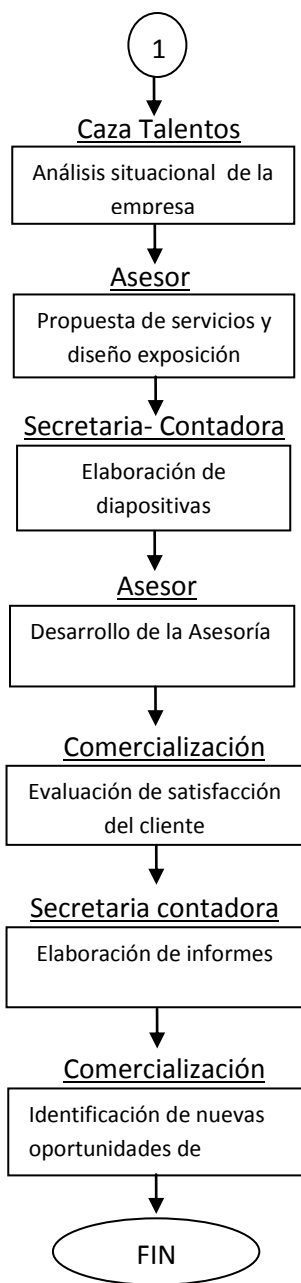 1
Caza Talentos
Análisis situacional de la
empresa
Asesor
Propuesta de servicios y
diseño exposición
Secretaria- Contadora
Elaboración de
diapositivas
Asesor
Desarrollo de la Asesoría
Comercialización
Evaluación de satisfacción
del cliente
Secretaria contadora
Elaboración de informes
Comercialización
Identificación de nuevas
oportunidades de
FIN